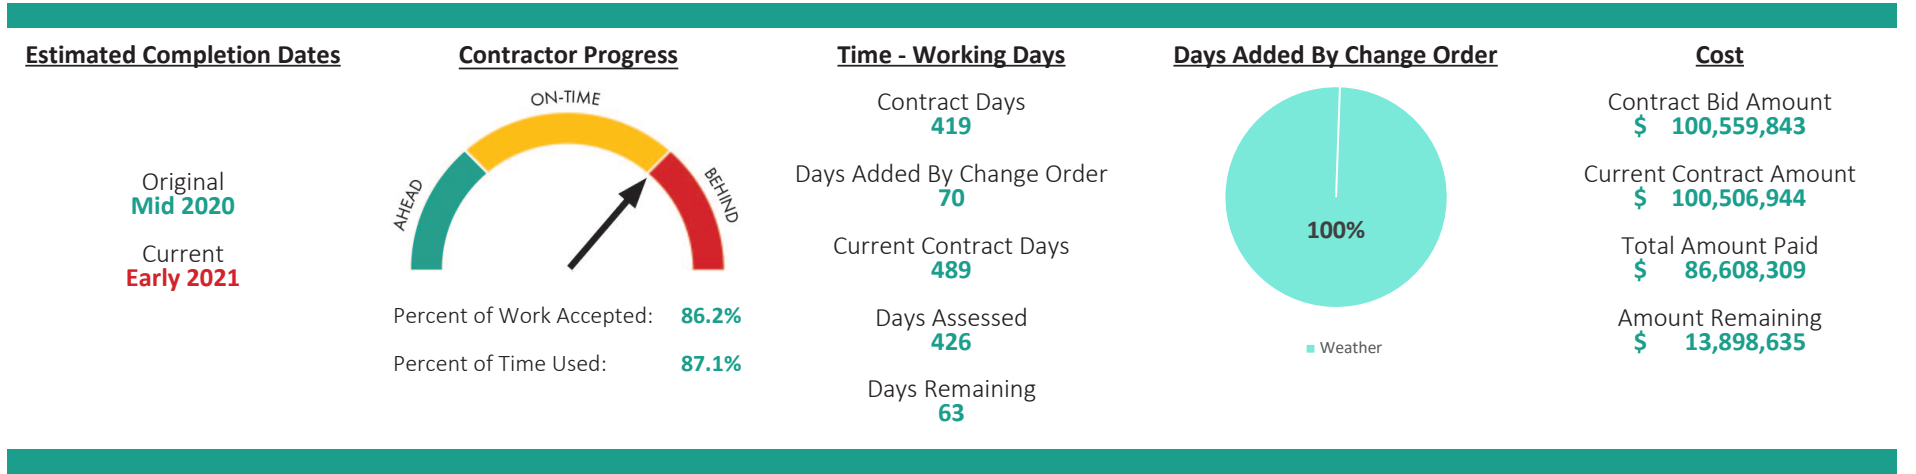 Estimated Completion Dates
Original
Mid 2020
Current
Early 2021
Contractor Progress
ON-TIME
AHEAD
BEHIND
Percent of Work Accepted: 86.2%
Percent of Time Used: 87.1%
Time - Working Days
Contract Days
419
Days Added By Change Order
70
Current Contract Days
489
Days Assessed
426
Days Remaining
63
Days Added By Change Order
100%
Weather
Cost
Contract Bid Amount
$ 100,559,843
Current Contract Amount
$ 100,506,944
Total Amount Paid
$ 86,608,309
Amount Remaining
$ 13,898,635